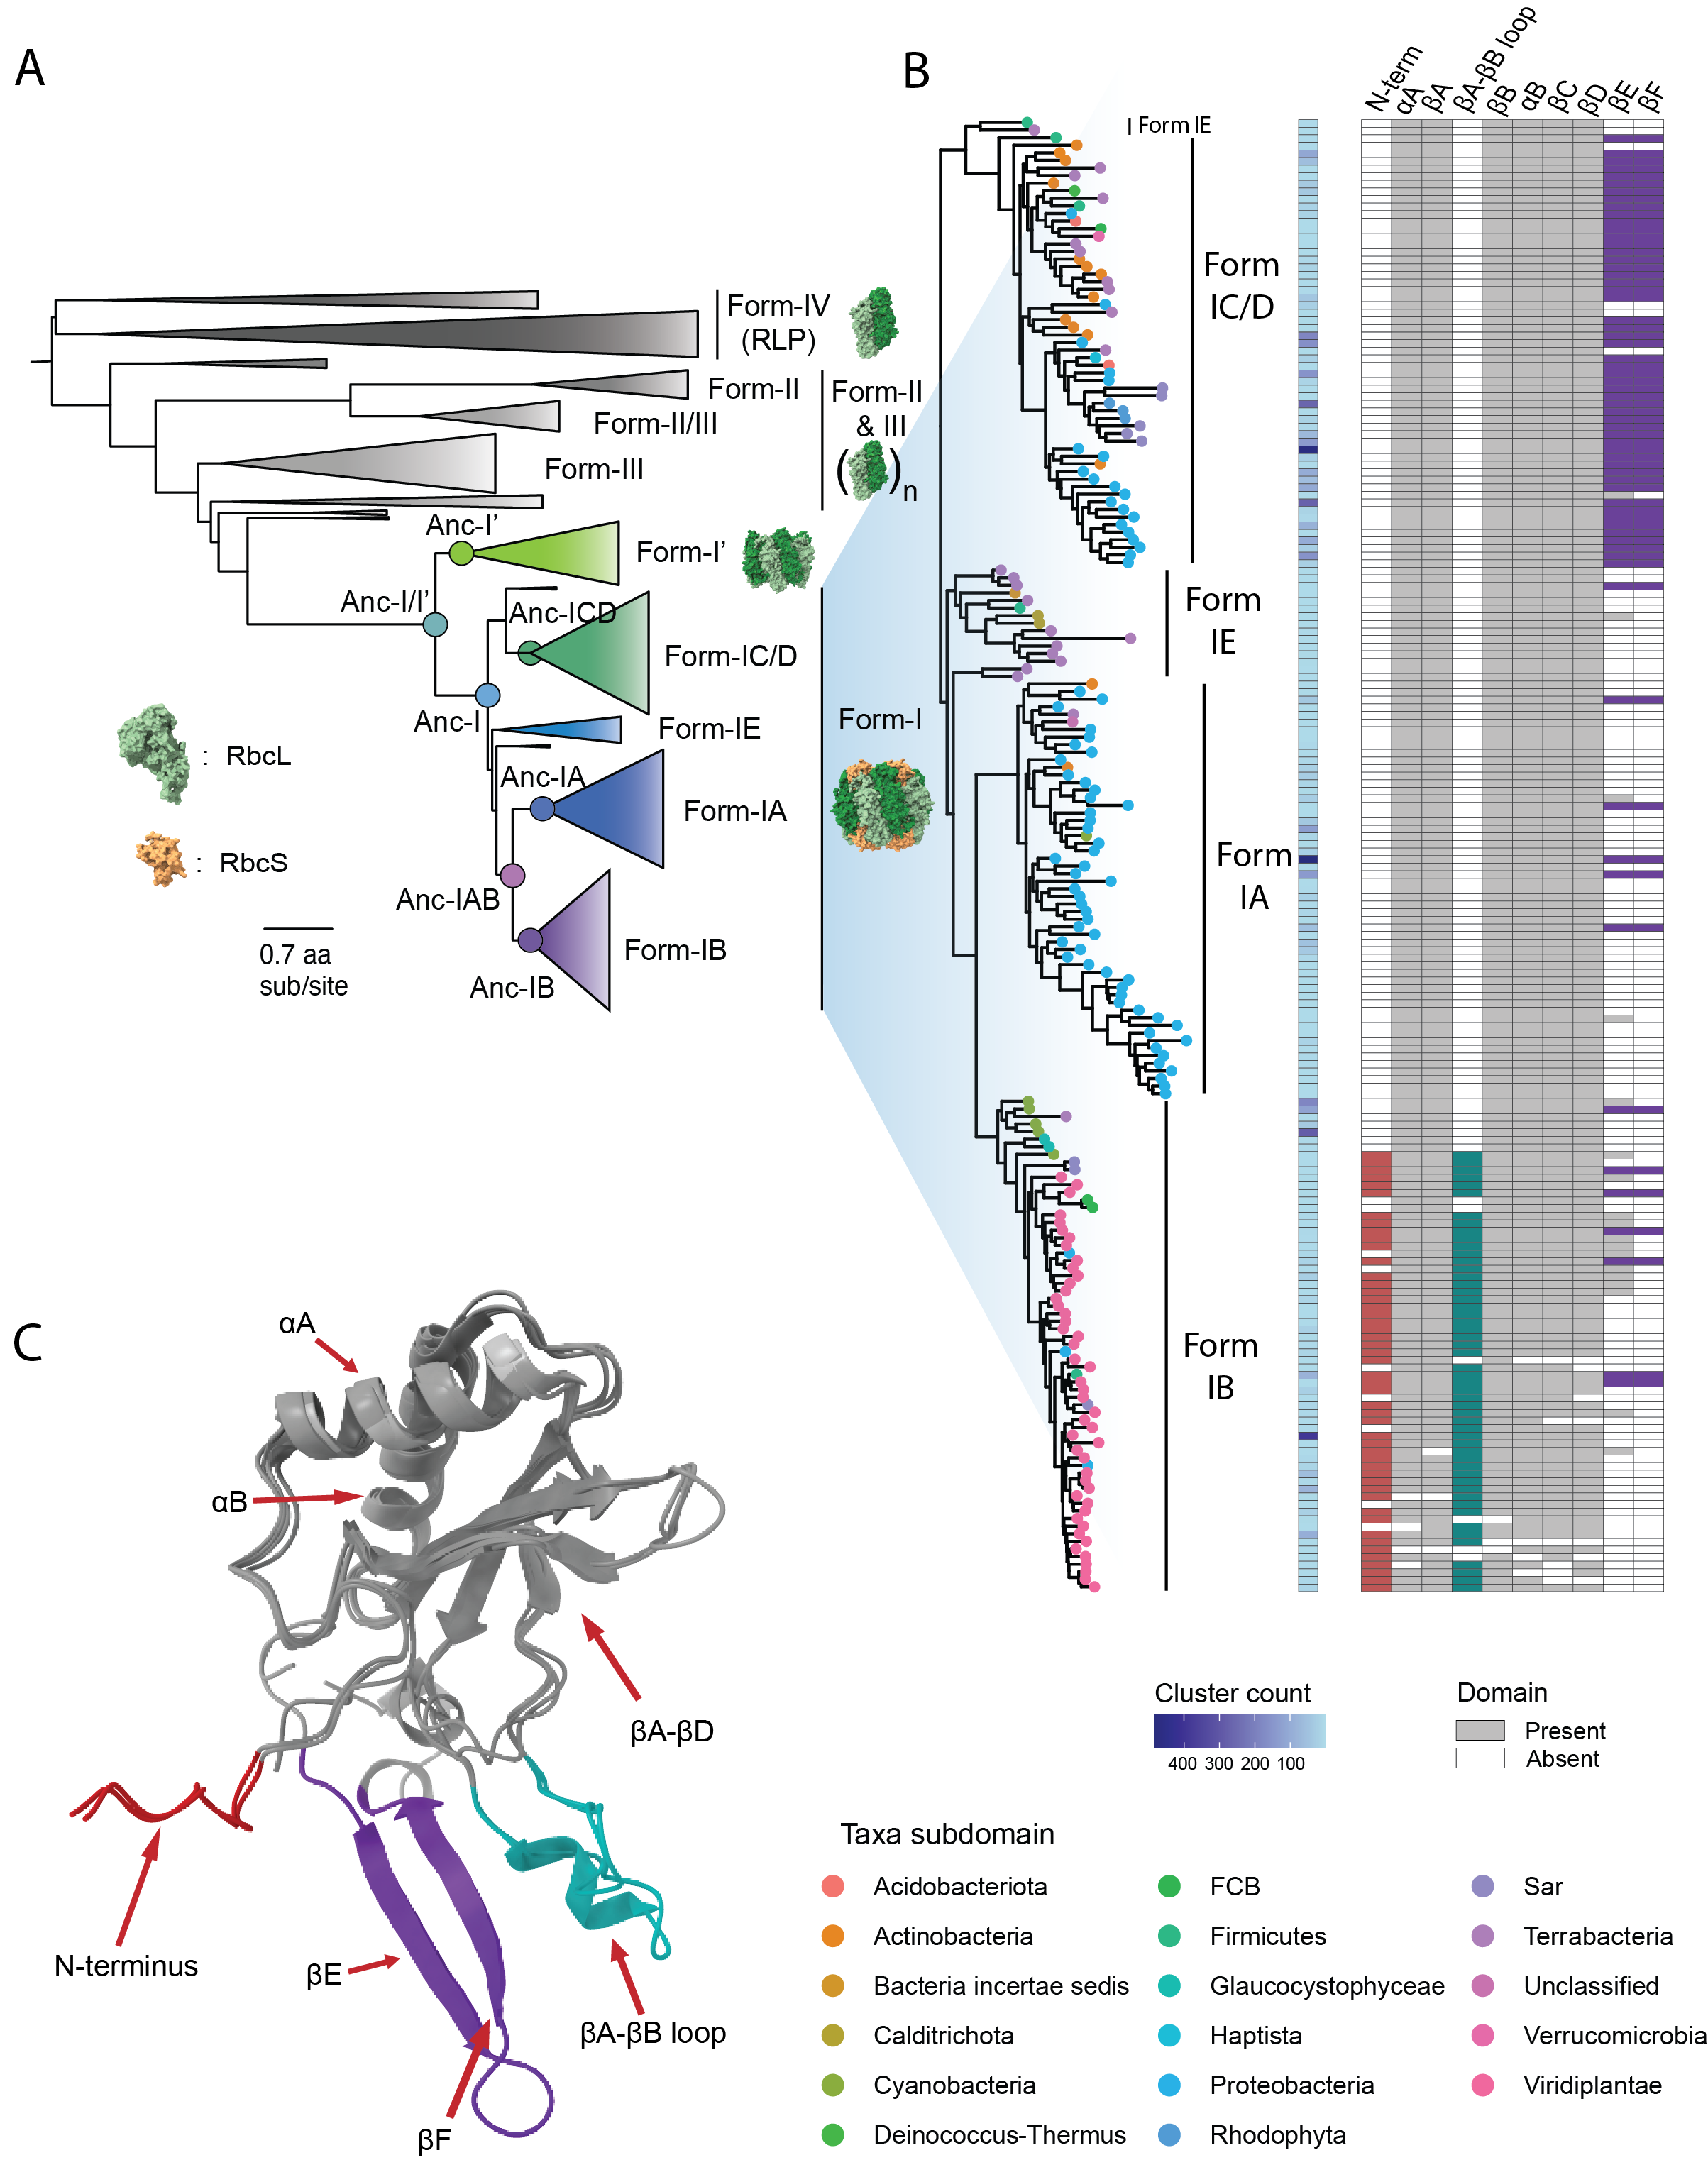 A
Form-IV
(RLP)
Form-II
Form-II/III
Form-III
Form-II
& III
( )n
Anc-I’
Form-I’
Anc-I/I’
Anc-ICD
Form-IC/D
Anc-I
Form-IE
Anc-IA
Form-IA
Anc-IAB
Form-IB
Anc-IB
Form-I
: RbcL
: RbcS
0.7 aa
sub/site
B
N-term
αA
βA
βA-βB loop
βB
αB
βC
βD
βE
βF
Form IE
Form
IC/D
Form
IE
Form
IA
Form
IB
Cluster count
400 300 200 100
Domain
Present
Absent
C
αA
αB
βA-βD
N-terminus
βE
βA-βB loop
βF
Taxa subdomain
Acidobacteriota
Actinobacteria
Bacteria incertae sedis
Calditrichota
Cyanobacteria
Deinococcus-Thermus
FCB
Firmicutes
Glaucocystophyceae
Haptista
Proteobacteria
Rhodophyta
Sar
Terrabacteria
Unclassified
Verrucomicrobia
Viridiplantae